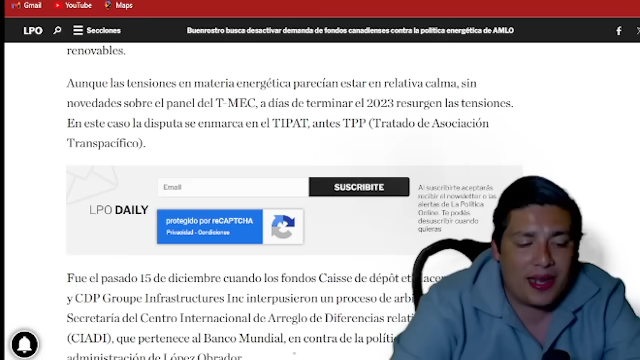 Gmail YouTube Maps
LPO Secciones Buenrostro busca desactivar demanda de fondos canadienses contra la política energética de AMLO
renovables.
Aunque las tensiones en materia energética parecían estar en relativa calma, sin
novedades sobre el panel del T-MEC, a días de terminar el 2023 resurgen las tensiones.
En este caso la disputa se enmarca en el TIPAT, antes TPP (Tratado de Asociación
Transpacífico).
LPO DAILY
Email SUSCRIBITE
protegido por reCAPTCHA
Privacidad - Condiciones
Al suscribirte aceptarás
recibir el newsletter o las
alertas de La Política
Online. Te podés
desuscribir cuando
quieras
Fue el pasado 15 de diciembre cuando los fondos Caisse de dépôt et
y CDP Groupe Infrastructures Inc interpusieron un proceso de
Secretaría del Centro Internacional de Arreglo de Diferencias
(CIADI), que pertenece al Banco Mundial, en contra de la
administración de López Obrador.